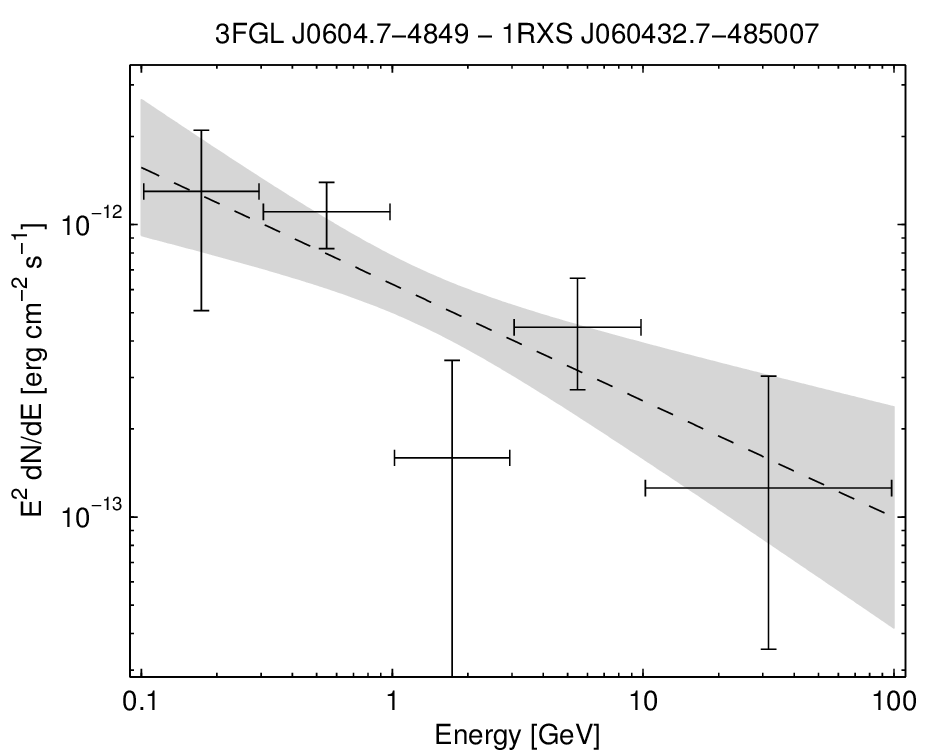 3FGL J0604.7−4849 − 1RXS J060432.7−485007
E² dN/dE [erg cm⁻² s⁻¹]
10⁻¹²
10⁻¹³
0.1 1 10 100
Energy [GeV]